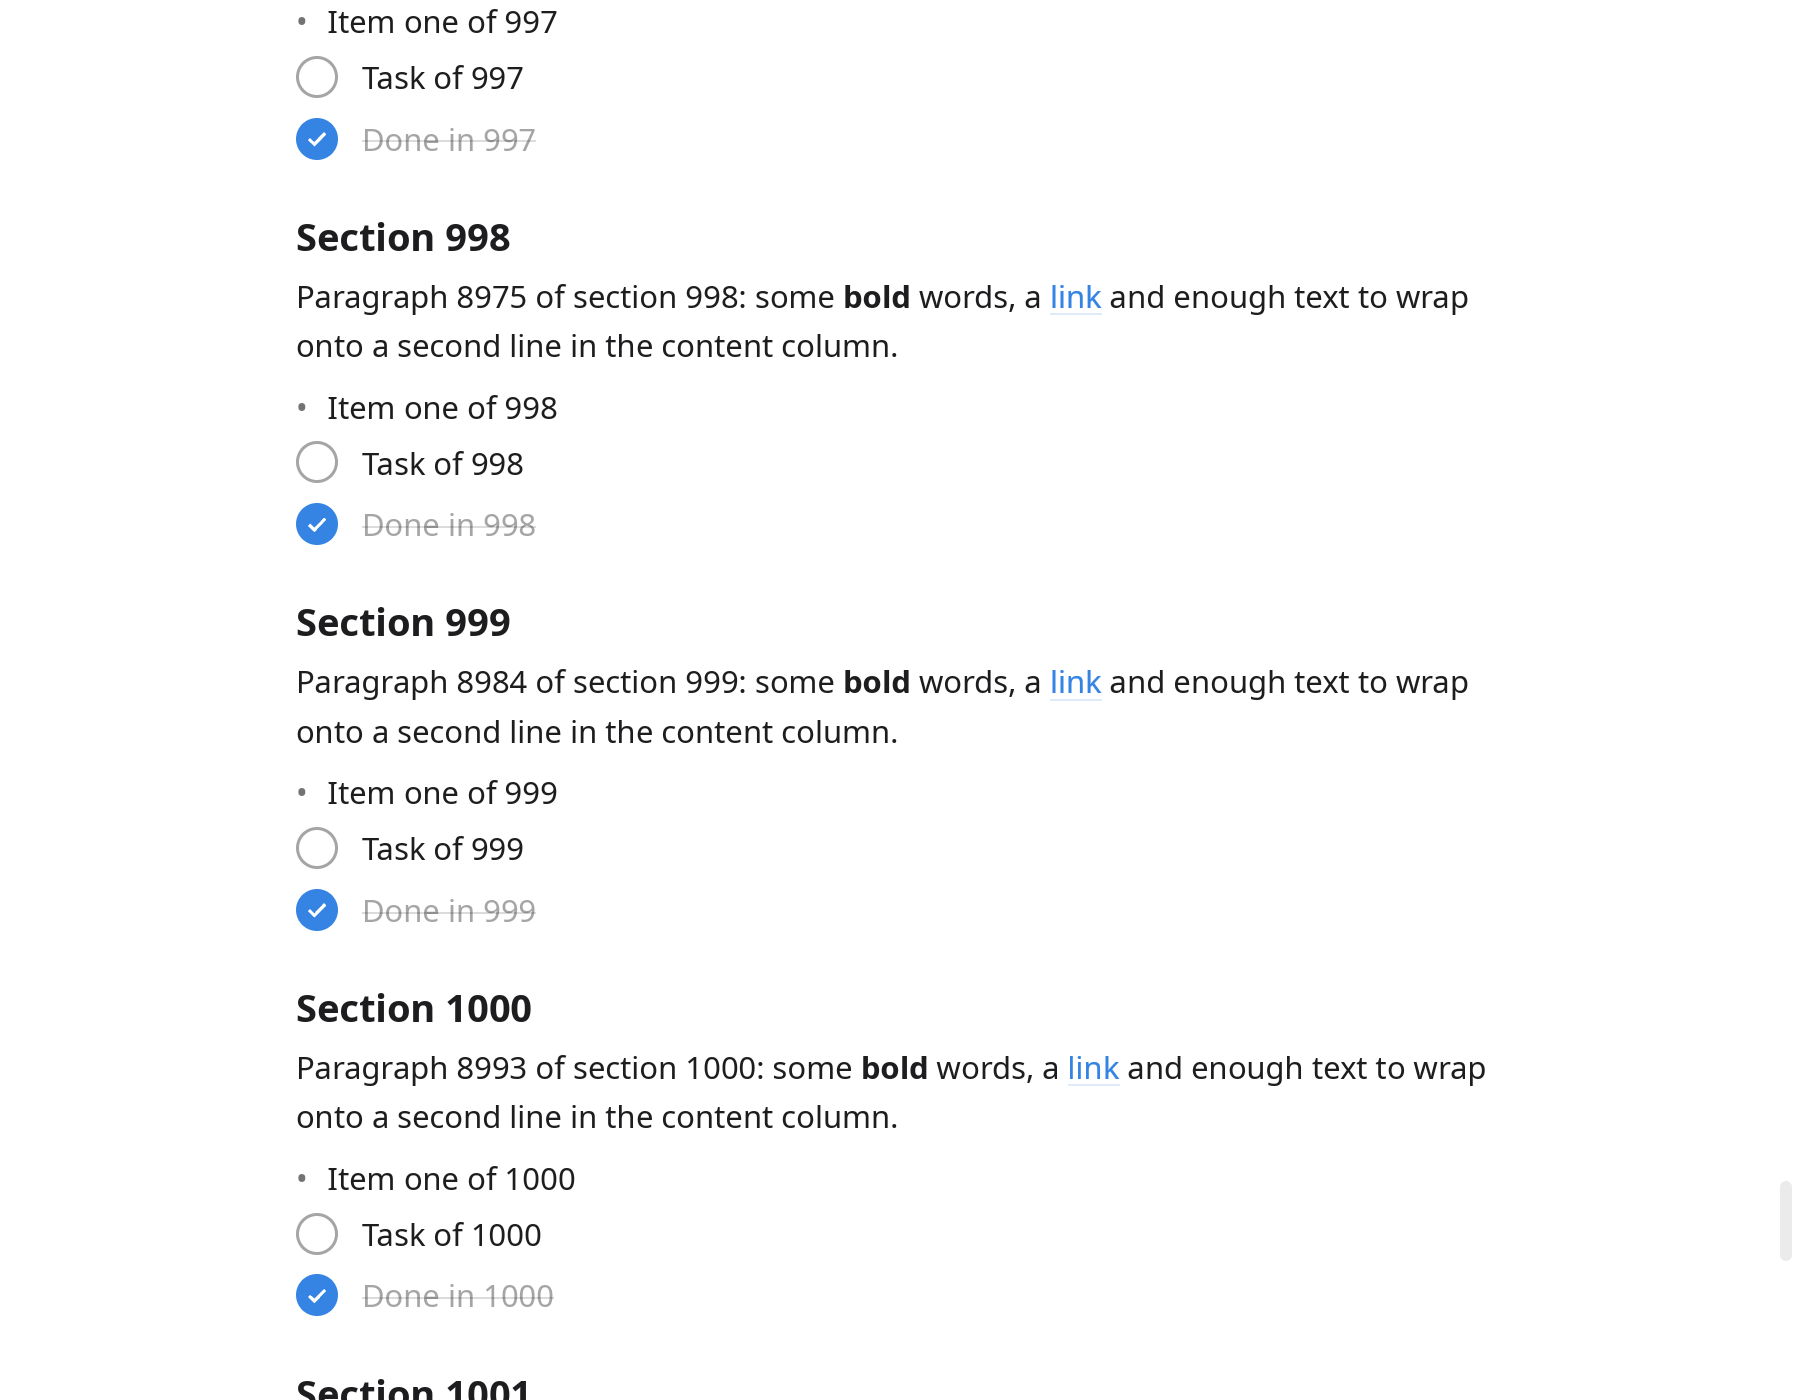 • Item one of 997
Task of 997
Done in 997
Section 998
Paragraph 8975 of section 998: some bold words, a link and enough text to wrap
onto a second line in the content column.
• Item one of 998
Task of 998
Done in 998
Section 999
Paragraph 8984 of section 999: some bold words, a link and enough text to wrap
onto a second line in the content column.
• Item one of 999
Task of 999
Done in 999
Section 1000
Paragraph 8993 of section 1000: some bold words, a link and enough text to wrap
onto a second line in the content column.
• Item one of 1000
Task of 1000
Done in 1000
Section 1001